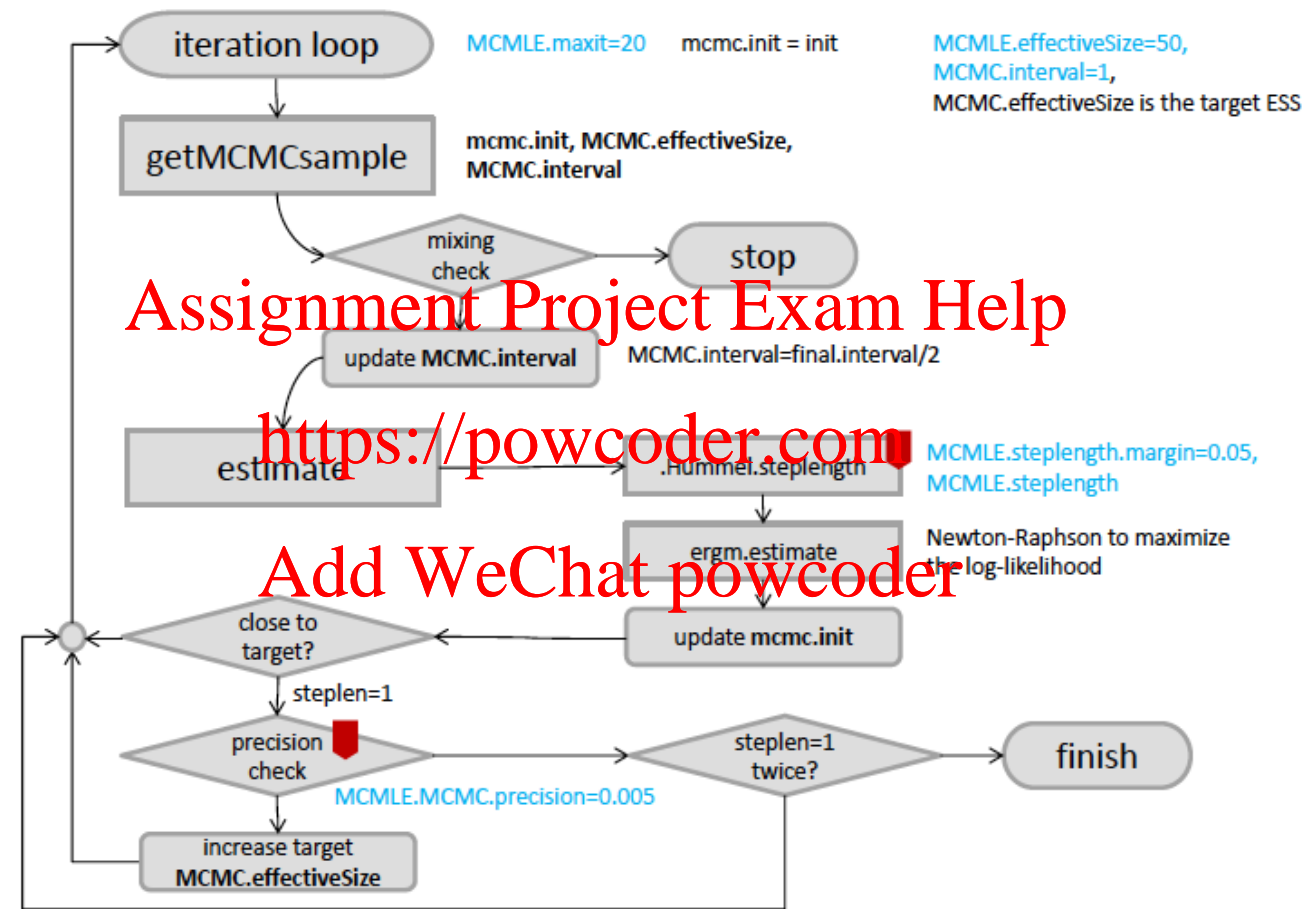 iteration loop
MCMLE.maxit=20
mcmc.init = init
MCMLE.effectiveSize=50,
MCMC.interval=1,
MCMC.effectiveSize is the target ESS
getMCMCsample
mcmc.init, MCMC.effectiveSize,
MCMC.interval
mixing
check
stop
Assignment Project Exam Help
update MCMC.interval
MCMC.interval=final.interval/2
https://powcoder.com
estimate
.Hummel.steplength
MCMLE.steplength.margin=0.05,
MCMLE.steplength
ergm.estimate
Newton-Raphson to maximize
the log-likelihood
Add WeChat powcoder
close to
target?
update mcmc.init
steplen=1
precision
check
steplen=1
twice?
finish
MCMLE.MCMC.precision=0.005
increase target
MCMC.effectiveSize